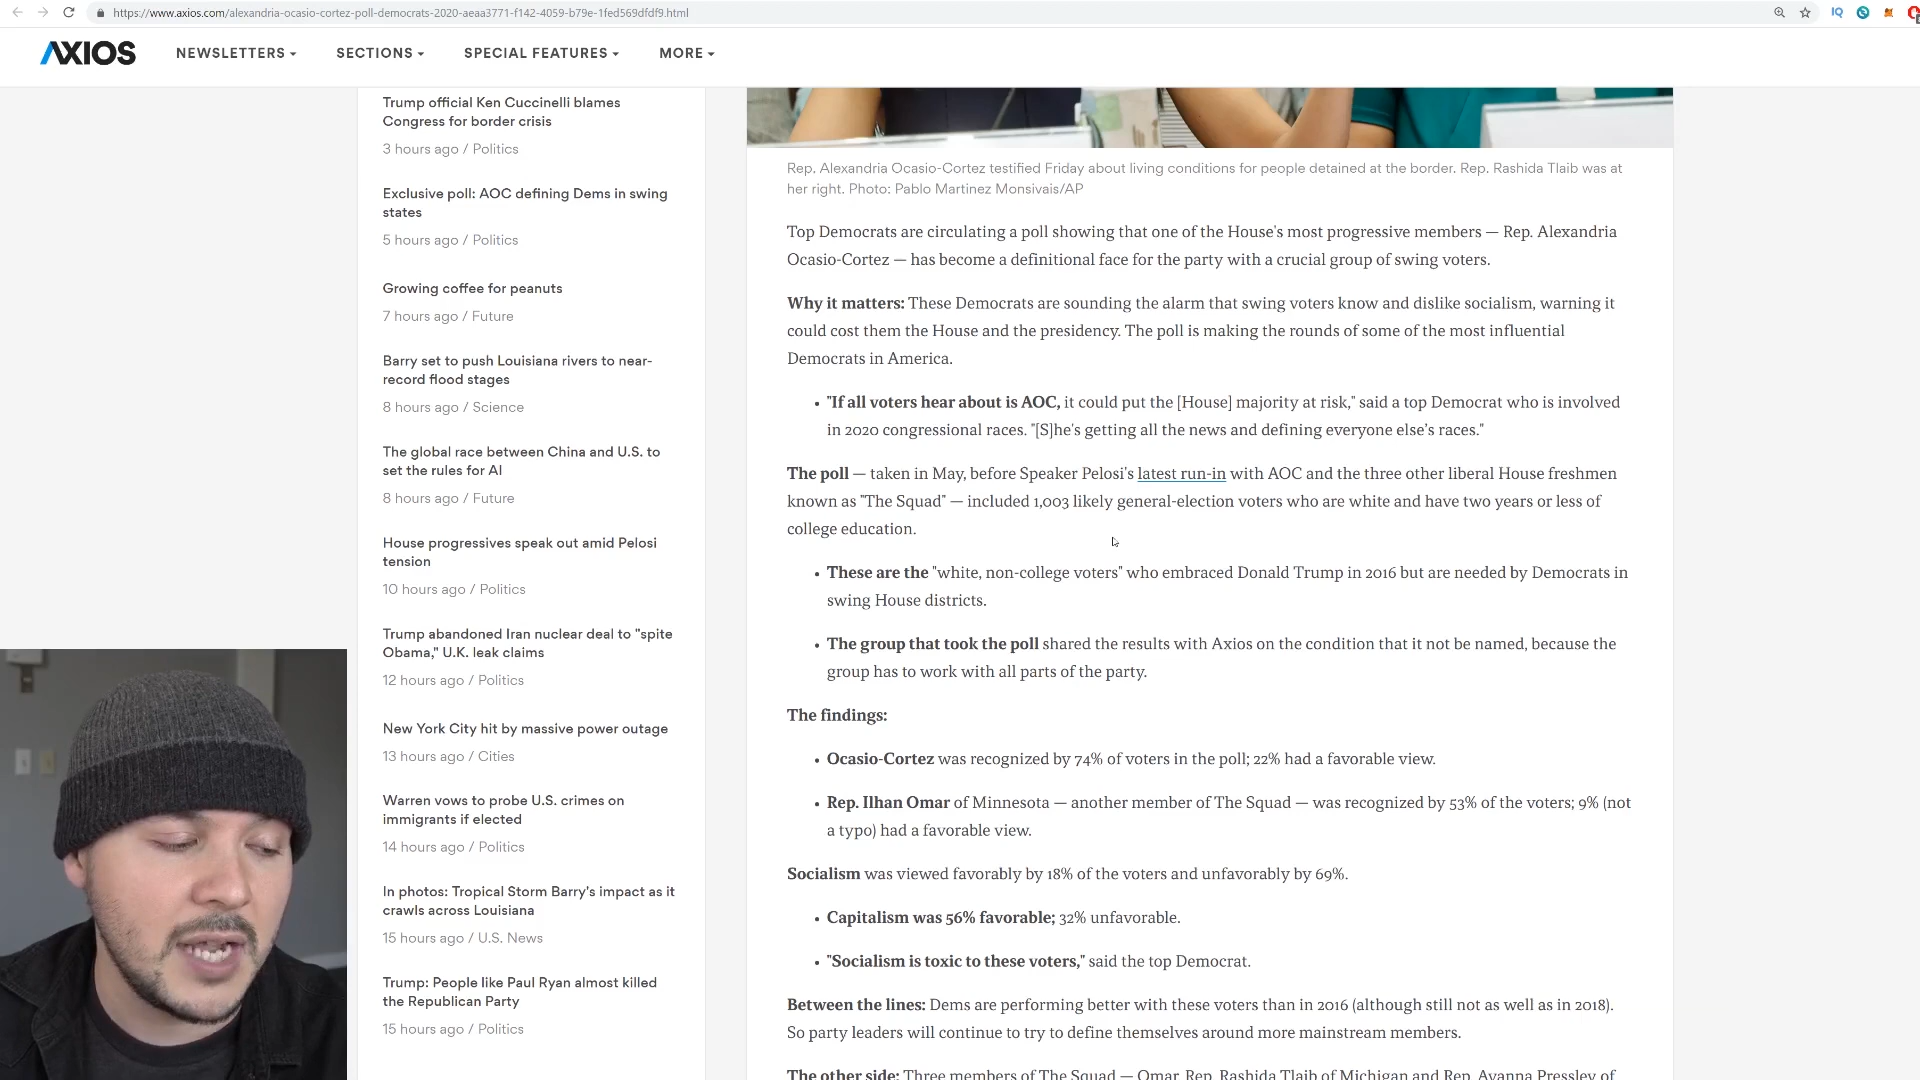 https://www.axios.com/alexandria-ocasio-cortez-poll-democrats-2020-aeaa3771-f142-4059-b79e-1fed569dfdf9.html
AXIOS
NEWSLETTERS
SECTIONS
SPECIAL FEATURES
MORE
Trump official Ken Cuccinelli blames
Congress for border crisis
3 hours ago / Politics
Exclusive poll: AOC defining Dems in swing
states
5 hours ago / Politics
Growing coffee for peanuts
7 hours ago / Future
Barry set to push Louisiana rivers to near-
record flood stages
8 hours ago / Science
The global race between China and U.S. to
set the rules for AI
8 hours ago / Future
House progressives speak out amid Pelosi
tension
10 hours ago / Politics
Trump abandoned Iran nuclear deal to "spite
Obama," U.K. leak claims
12 hours ago / Politics
New York City hit by massive power outage
13 hours ago / Cities
Warren vows to probe U.S. crimes on
immigrants if elected
14 hours ago / Politics
In photos: Tropical Storm Barry's impact as it
crawls across Louisiana
15 hours ago / U.S. News
Trump: People like Paul Ryan almost killed
the Republican Party
15 hours ago / Politics
Rep. Alexandria Ocasio-Cortez testified Friday about living conditions for people detained at the border. Rep. Rashida Tlaib was at
her right. Photo: Pablo Martinez Monsivais/AP
Top Democrats are circulating a poll showing that one of the House's most progressive members — Rep. Alexandria
Ocasio-Cortez — has become a definitional face for the party with a crucial group of swing voters.
Why it matters: These Democrats are sounding the alarm that swing voters know and dislike socialism, warning it
could cost them the House and the presidency. The poll is making the rounds of some of the most influential
Democrats in America.
• "If all voters hear about is AOC, it could put the [House] majority at risk," said a top Democrat who is involved
in 2020 congressional races. "[S]he's getting all the news and defining everyone else’s races."
The poll — taken in May, before Speaker Pelosi's latest run-in with AOC and the three other liberal House freshmen
known as "The Squad" — included 1,003 likely general-election voters who are white and have two years or less of
college education.
• These are the "white, non-college voters" who embraced Donald Trump in 2016 but are needed by Democrats in
swing House districts.
• The group that took the poll shared the results with Axios on the condition that it not be named, because the
group has to work with all parts of the party.
The findings:
• Ocasio-Cortez was recognized by 74% of voters in the poll; 22% had a favorable view.
• Rep. Ilhan Omar of Minnesota — another member of The Squad — was recognized by 53% of the voters; 9% (not
a typo) had a favorable view.
Socialism was viewed favorably by 18% of the voters and unfavorably by 69%.
• Capitalism was 56% favorable; 32% unfavorable.
• "Socialism is toxic to these voters," said the top Democrat.
Between the lines: Dems are performing better with these voters than in 2016 (although still not as well as in 2018).
So party leaders will continue to try to define themselves around more mainstream members.
The other side: Three members of The Squad — Omar, Rep. Rashida Tlaib of Michigan and Rep. Ayanna Pressley of